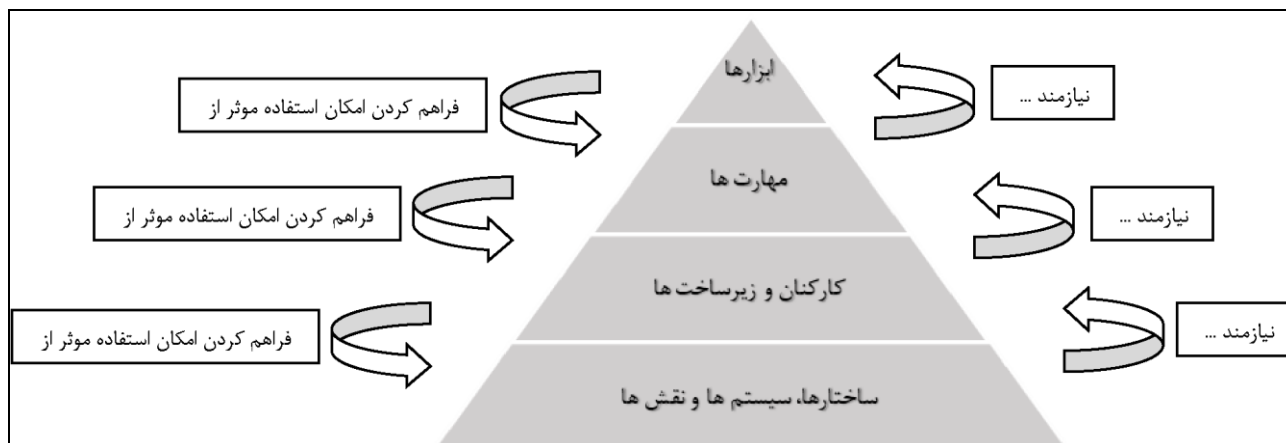 ابزارها
نیازمند ...
فراهم کردن امکان استفاده موثر از
مهارت ها
نیازمند ...
فراهم کردن امکان استفاده موثر از
کارکنان و زیرساخت ها
نیازمند ...
فراهم کردن امکان استفاده موثر از
ساختارها، سیستم ها و نقش ها